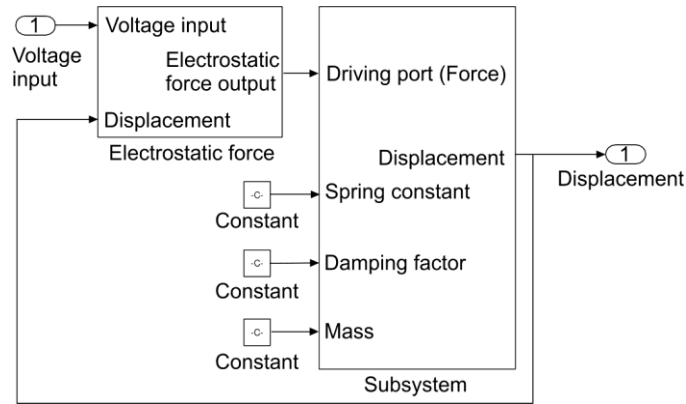 1
Voltage
input
Voltage input
Electrostatic
force output
Displacement
Electrostatic force
Driving port (Force)
Displacement
1
Displacement
-C-
Constant
Spring constant
-C-
Constant
Damping factor
-C-
Constant
Mass
Subsystem